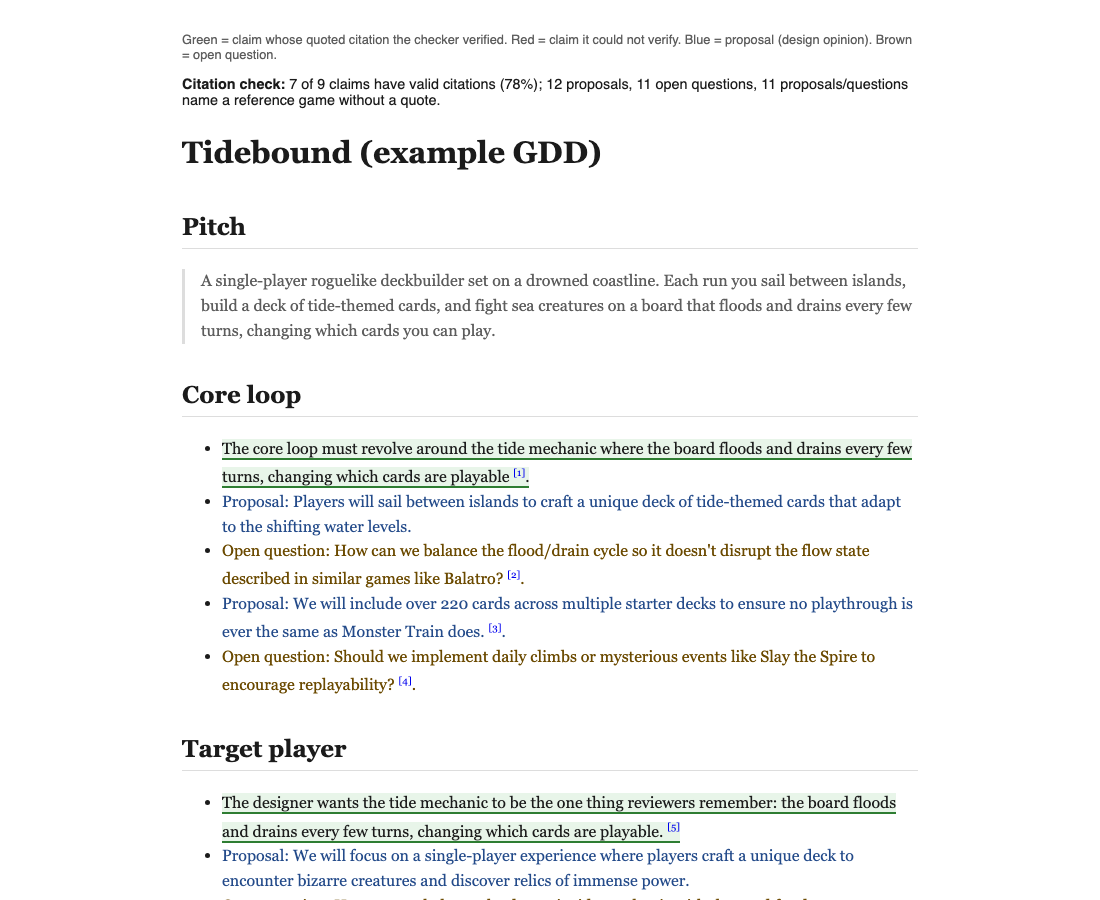 Green = claim whose quoted citation the checker verified. Red = claim it could not verify. Blue = proposal (design opinion). Brown
= open question.
Citation check: 7 of 9 claims have valid citations (78%); 12 proposals, 11 open questions, 11 proposals/questions
name a reference game without a quote.
Tidebound (example GDD)
Pitch
A single-player roguelike deckbuilder set on a drowned coastline. Each run you sail between islands,
build a deck of tide-themed cards, and fight sea creatures on a board that floods and drains every few
turns, changing which cards you can play.
Core loop
• The core loop must revolve around the tide mechanic where the board floods and drains every few
turns, changing which cards are playable [1].
• Proposal: Players will sail between islands to craft a unique deck of tide-themed cards that adapt
to the shifting water levels.
• Open question: How can we balance the flood/drain cycle so it doesn't disrupt the flow state
described in similar games like Balatro? [2].
• Proposal: We will include over 220 cards across multiple starter decks to ensure no playthrough is
ever the same as Monster Train does. [3].
• Open question: Should we implement daily climbs or mysterious events like Slay the Spire to
encourage replayability? [4].
Target player
• The designer wants the tide mechanic to be the one thing reviewers remember: the board floods
and drains every few turns, changing which cards are playable. [5]
• Proposal: We will focus on a single-player experience where players craft a unique deck to
encounter bizarre creatures and discover relics of immense power.